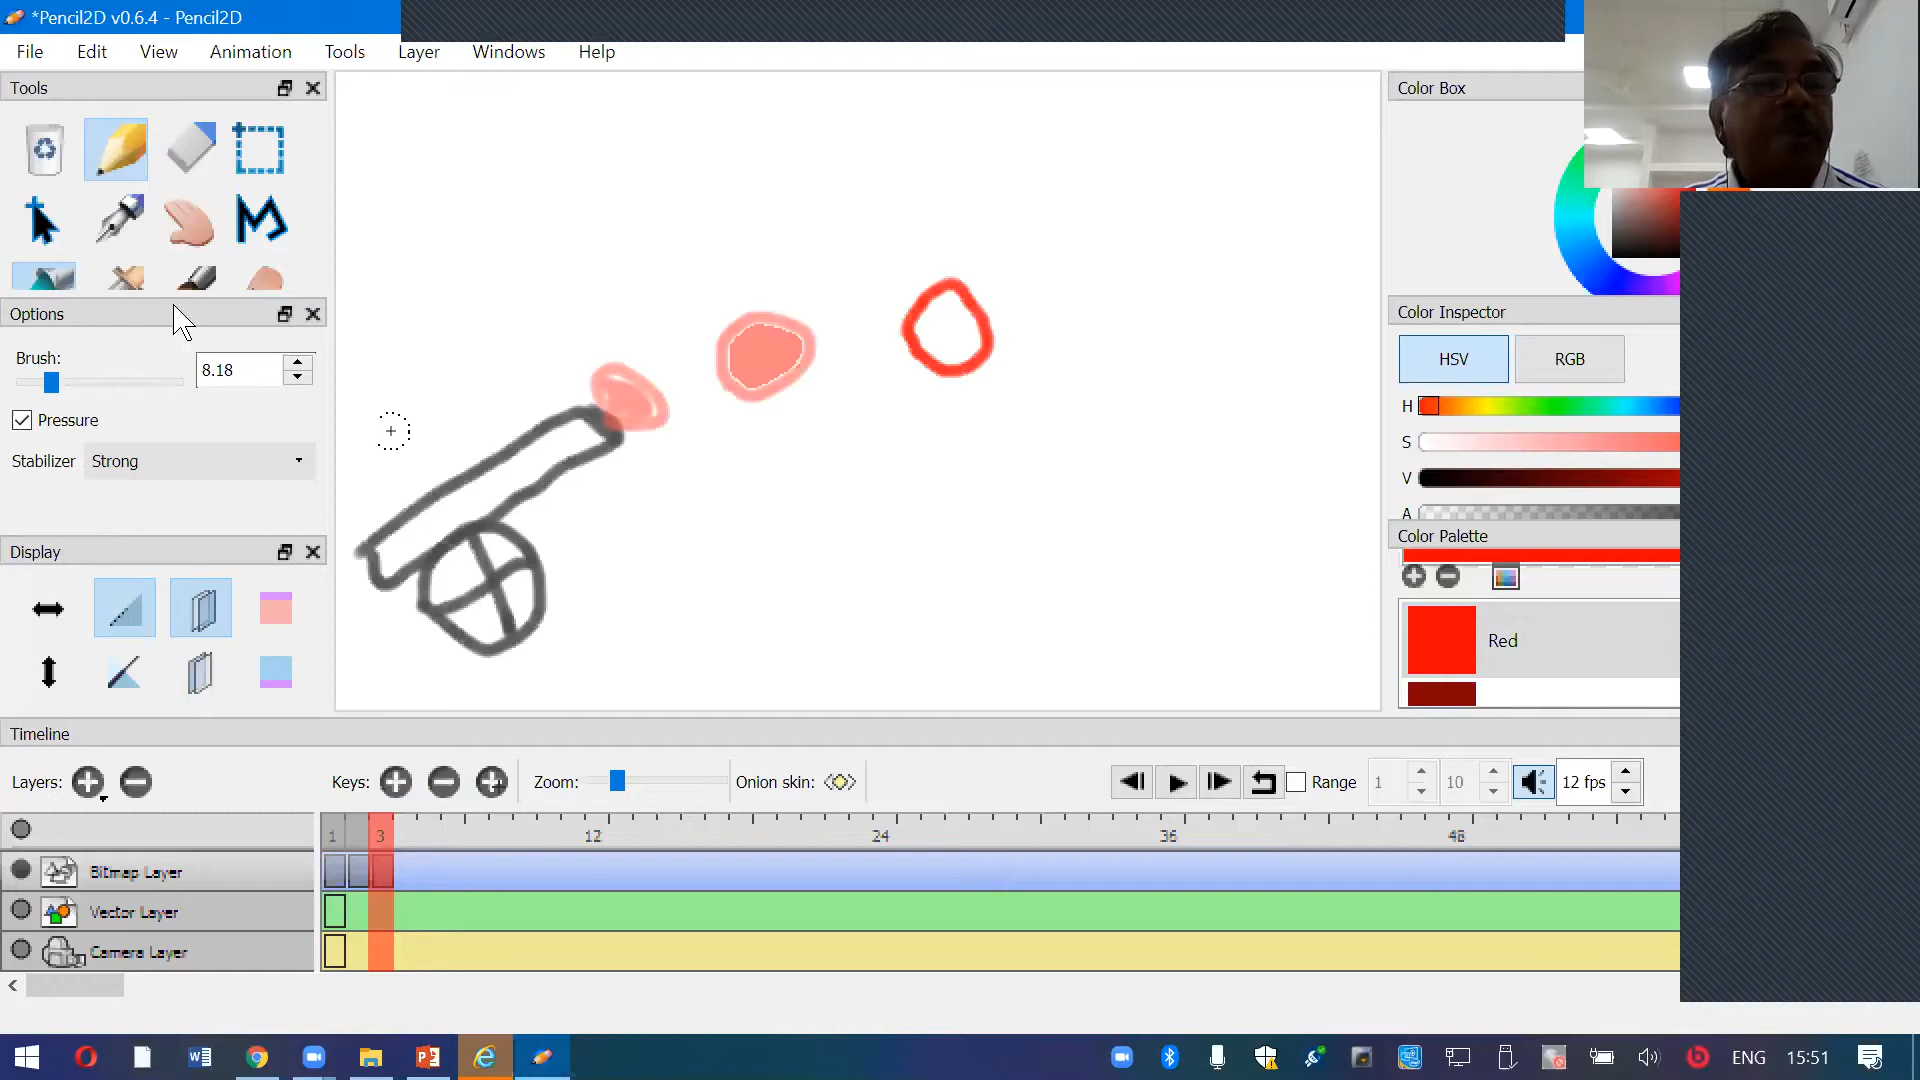 *Pencil2D v0.6.4 - Pencil2D
File Edit View Animation Tools Layer Windows Help
Tools
Color Box
Options
Color Inspector
Brush: 8.18
HSV RGB
H
Pressure
S
Stabilizer Strong
V
A
Color Palette
Display
Red
Timeline
Layers: Keys: Zoom: Onion skin: Range 1 10 12 fps
1 3 12 24 36 48
Bitmap Layer
Vector Layer
Camera Layer
ENG 15:51